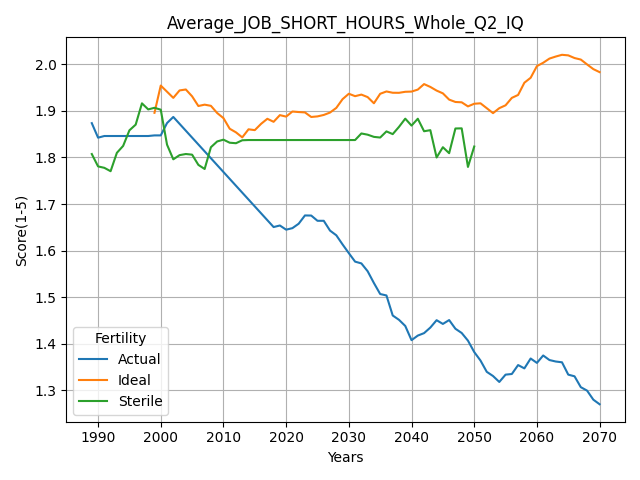 Average_JOB_SHORT_HOURS_Whole_Q2_IQ
Score(1-5)
2.0
1.9
1.8
1.7
1.6
1.5
1.4
1.3
Fertility
Actual
Ideal
Sterile
1990 2000 2010 2020 2030 2040 2050 2060 2070
Years